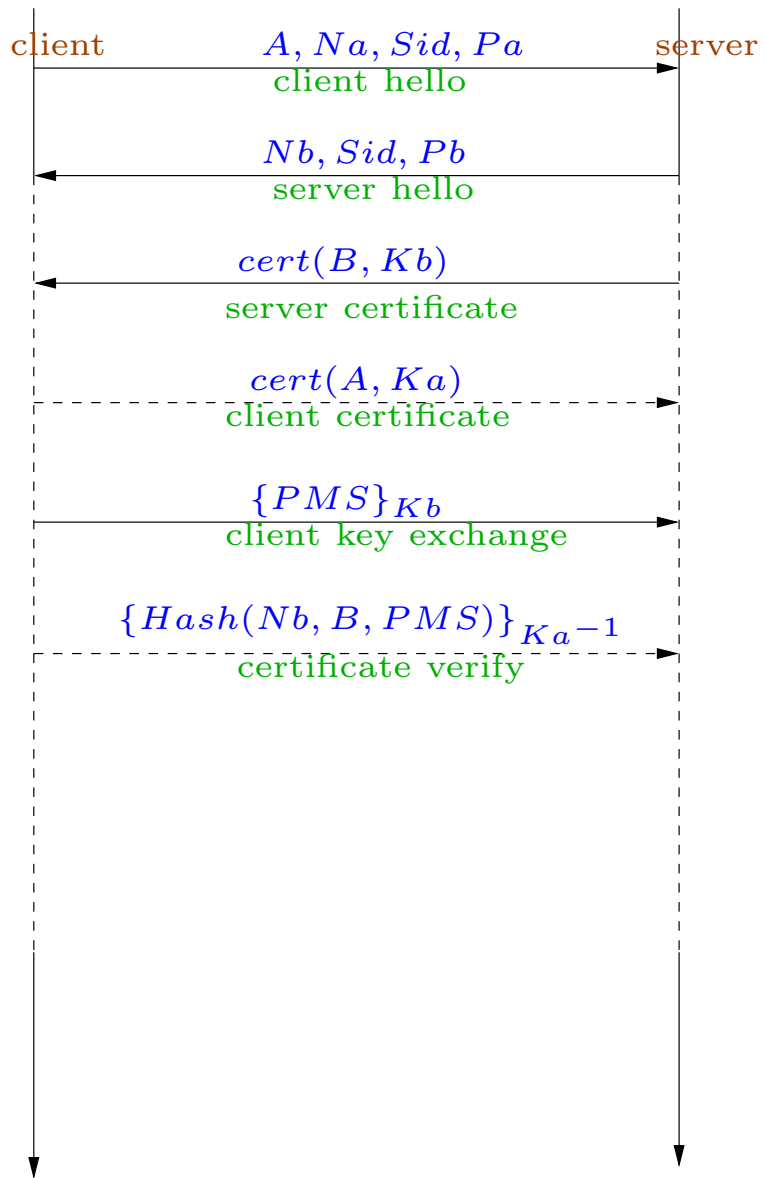 client
A, Na, Sid, Pa
server
client hello
Nb, Sid, Pb
server hello
cert(B, Kb)
server certificate
cert(A, Ka)
client certificate
{PMS}Kb
client key exchange
{Hash(Nb, B, PMS)}Ka−1
certificate verify